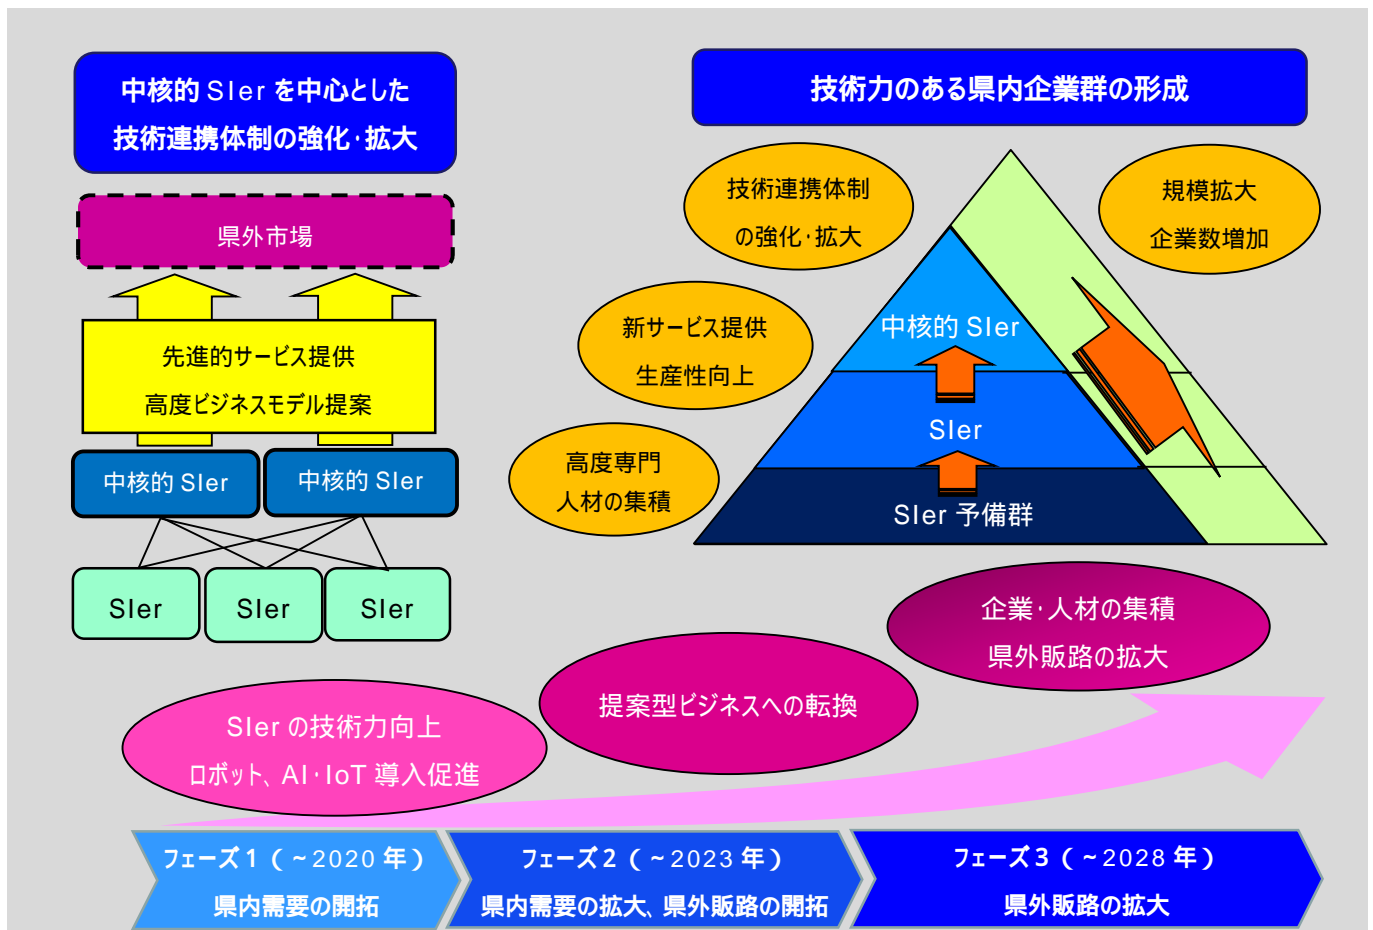 中核的 SIer を中心とした
技術連携体制の強化･拡大
県外市場
先進的サービス提供
高度ビジネスモデル提案
中核的 SIer
中核的 SIer
SIer
SIer
SIer
技術力のある県内企業群の形成
技術連携体制
の強化･拡大
規模拡大
企業数増加
新サービス提供
生産性向上
高度専門
人材の集積
中核的 SIer
SIer
SIer 予備群
企業･人材の集積
県外販路の拡大
提案型ビジネスへの転換
SIer の技術力向上
ロボット、AI･IoT 導入促進
フェーズ1（~2020 年）
県内需要の開拓
フェーズ2（~2023 年）
県内需要の拡大、県外販路の開拓
フェーズ3（~2028 年）
県外販路の拡大